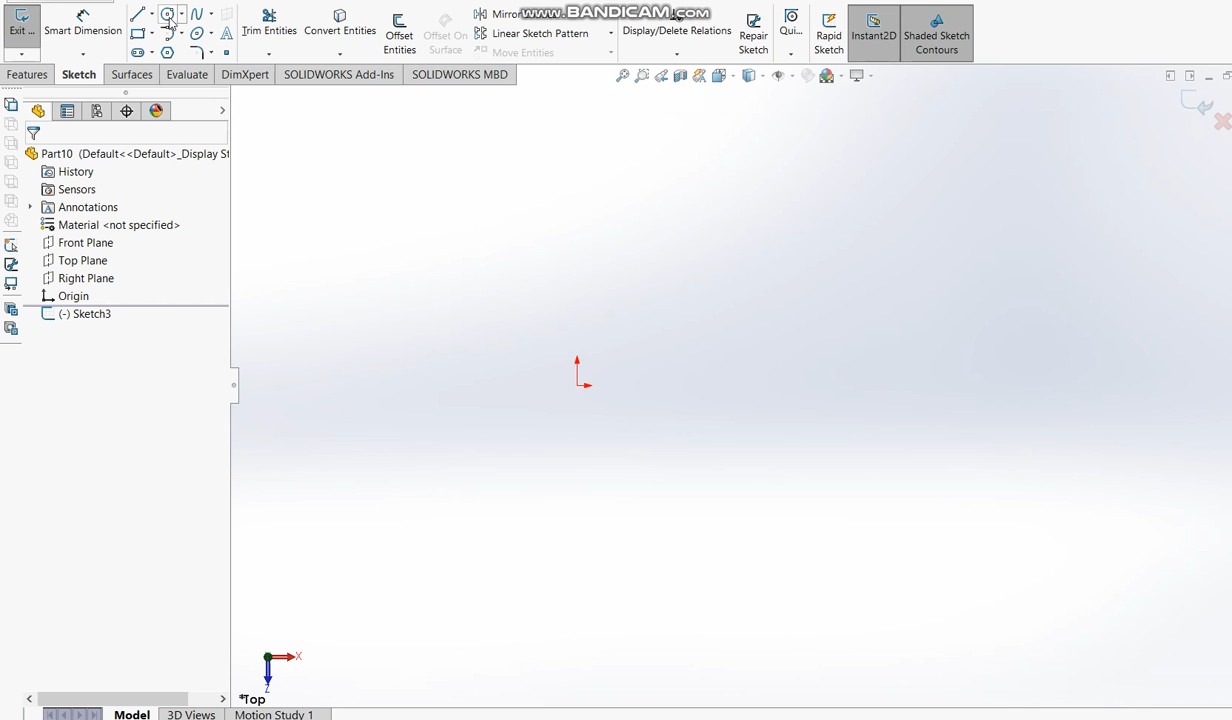 www.BANDICAM.com
Exit ...
Smart Dimension
Trim Entities
Convert Entities
Offset Entities
Offset On Surface
Mirror
Linear Sketch Pattern
Move Entities
Display/Delete Relations
Repair Sketch
Qui...
Rapid Sketch
Instant2D
Shaded Sketch Contours
Features Sketch Surfaces Evaluate DimXpert SOLIDWORKS Add-Ins SOLIDWORKS MBD
Part10 (Default<<Default>_Display St
History
Sensors
Annotations
Material <not specified>
Front Plane
Top Plane
Right Plane
Origin
(-) Sketch3
X
Z
*Top
Model 3D Views Motion Study 1